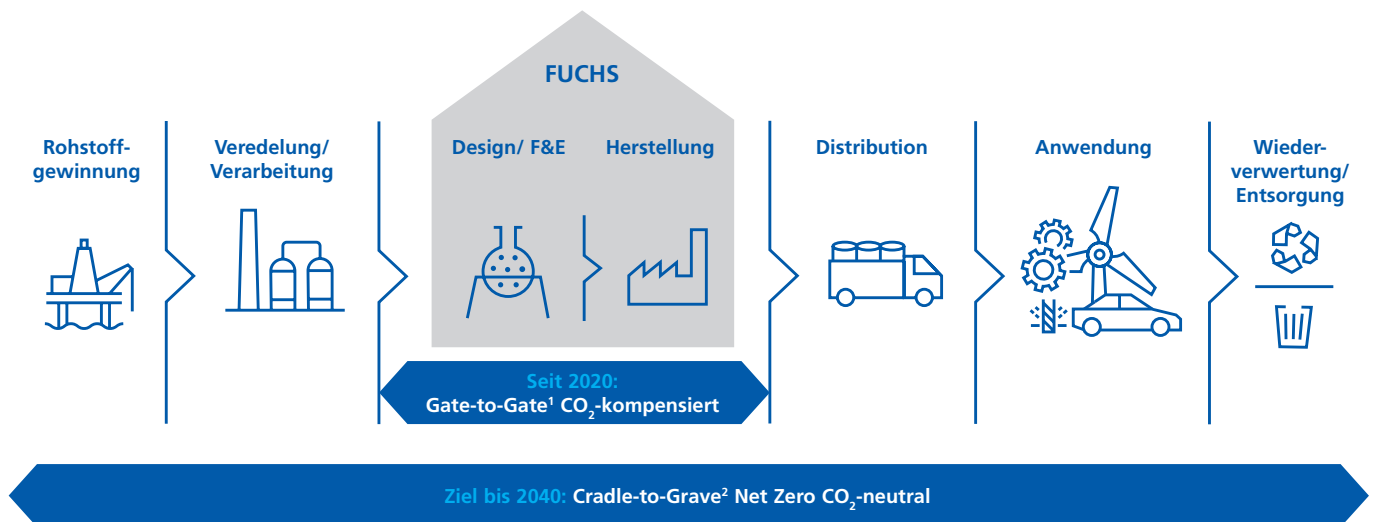 FUCHS
Rohstoff-
gewinnung
Veredelung/
Verarbeitung
Design/ F&E
Herstellung
Distribution
Anwendung
Wieder-
verwertung/
Entsorgung
Seit 2020:
Gate-to-Gate¹ CO₂-kompensiert
Ziel bis 2040: Cradle-to-Grave² Net Zero CO₂-neutral